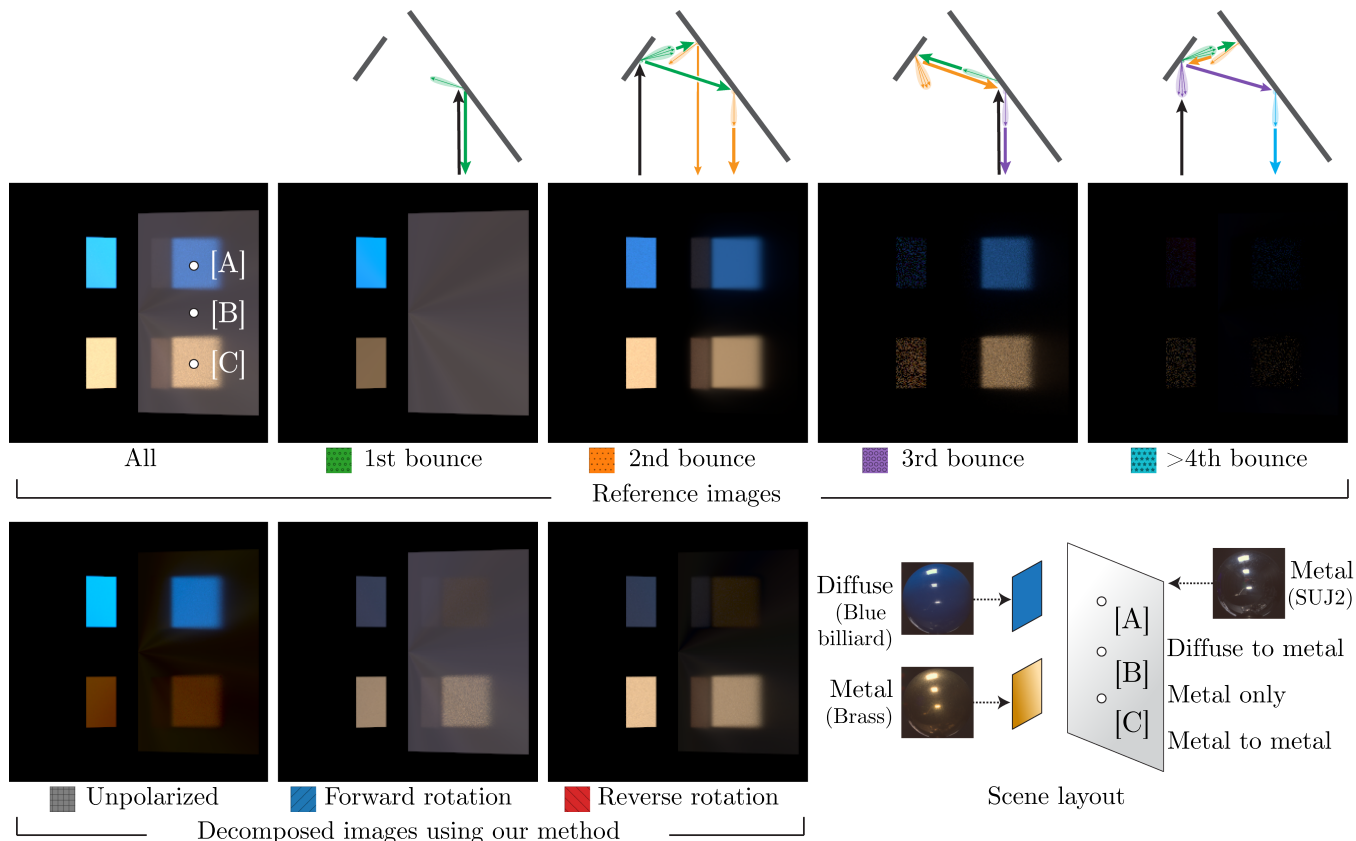 [A]
[B]
[C]
All
1st bounce
2nd bounce
3rd bounce
>4th bounce
Reference images
Unpolarized
Forward rotation
Reverse rotation
Decomposed images using our method
Diffuse
(Blue
billiard)
Metal
(Brass)
Metal
(SUJ2)
[A]
Diffuse to metal
[B]
Metal only
[C]
Metal to metal
Scene layout